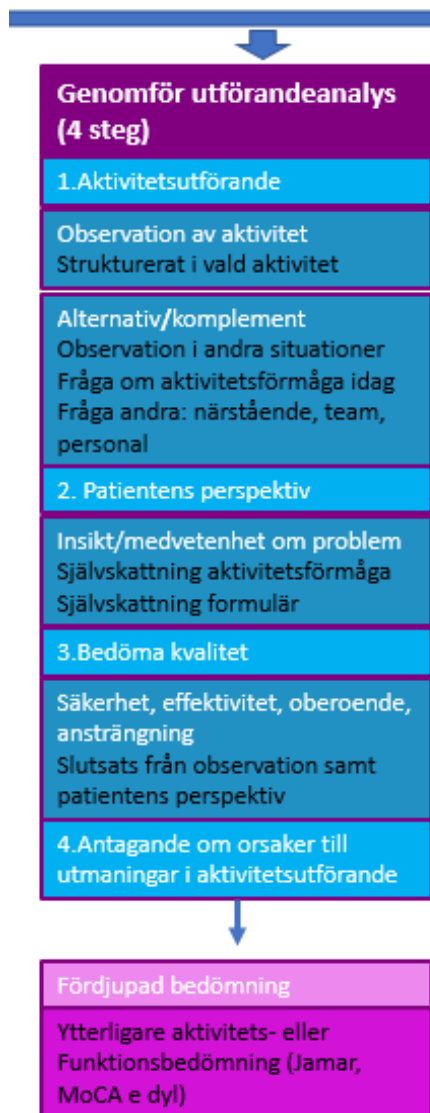 Genomför utförandeanalys
(4 steg)
1.Aktivitetsutförande
Observation av aktivitet
Strukturerat i vald aktivitet
Alternativ/komplement
Observation i andra situationer
Fråga om aktivitetsförmåga idag
Fråga andra: närstående, team,
personal
2. Patientens perspektiv
Insikt/medvetenhet om problem
Självskattning aktivitetsförmåga
Självskattning formulär
3.Bedöma kvalitet
Säkerhet, effektivitet, oberoende,
ansträngning
Slutsats från observation samt
patientens perspektiv
4.Antagande om orsaker till
utmaningar i aktivitetsutförande
Fördjupad bedömning
Ytterligare aktivitets- eller
Funktionsbedömning (Jamar,
MoCA e dyl)